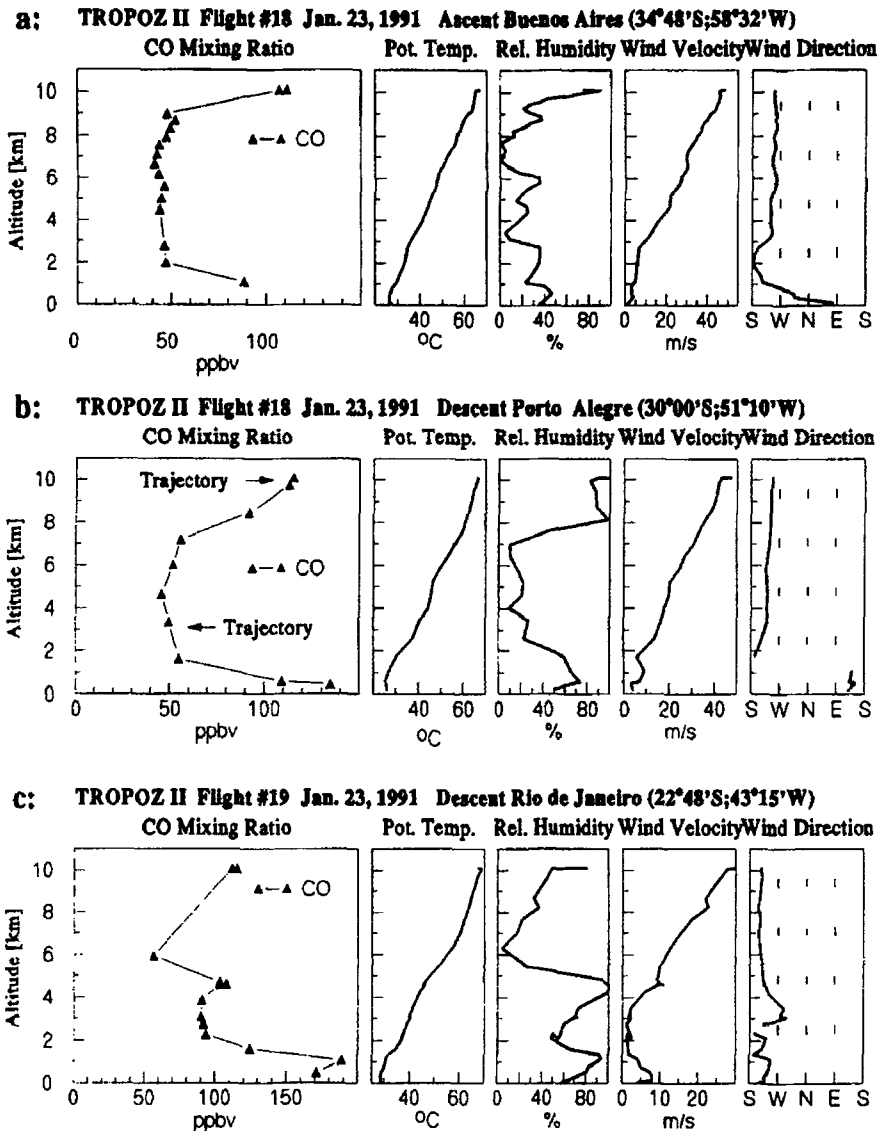 a: TROPOZ II Flight #18 Jan. 23, 1991 Ascent Buenos Aires (34°48'S;58°32'W)
CO Mixing Ratio Pot. Temp. Rel. Humidity Wind Velocity Wind Direction
10
8
6
4
2
0
Altitude [km]
CO
0 50 100
ppbv
40 60
°C
0 40 80
%
0 20 40
m/s
S W N E S
b: TROPOZ II Flight #18 Jan. 23, 1991 Descent Porto Alegre (30°00'S;51°10'W)
CO Mixing Ratio Pot. Temp. Rel. Humidity Wind Velocity Wind Direction
10
8
6
4
2
0
Altitude [km]
Trajectory
CO
Trajectory
0 50 100
ppbv
40 60
°C
40 80
%
0 20 40
m/s
S W N E S
c: TROPOZ II Flight #19 Jan. 23, 1991 Descent Rio de Janeiro (22°48'S;43°15'W)
CO Mixing Ratio Pot. Temp. Rel. Humidity Wind Velocity Wind Direction
10
8
6
4
2
0
Altitude [km]
CO
0 50 100 150
ppbv
40 60
°C
0 40 80
%
0 10 20
m/s
S W N E S